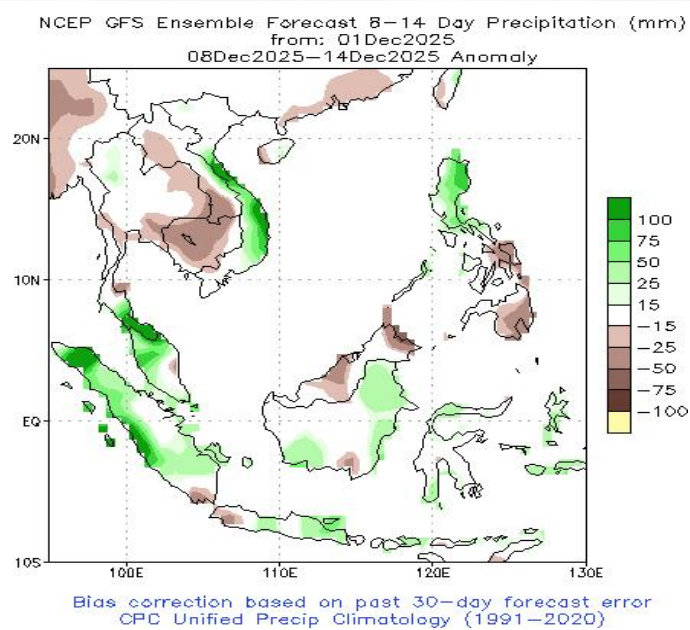 NCEP GFS Ensemble Forecast 8-14 Day Precipitation (mm)
from: 01Dec2025
08Dec2025-14Dec2025 Anomaly
20N
10N
EQ
10S
100E
110E
120E
130E
100
75
50
25
15
-15
-25
-50
-75
-100
Bias correction based on past 30-day forecast error
CPC Unified Precip Climatology (1991-2020)